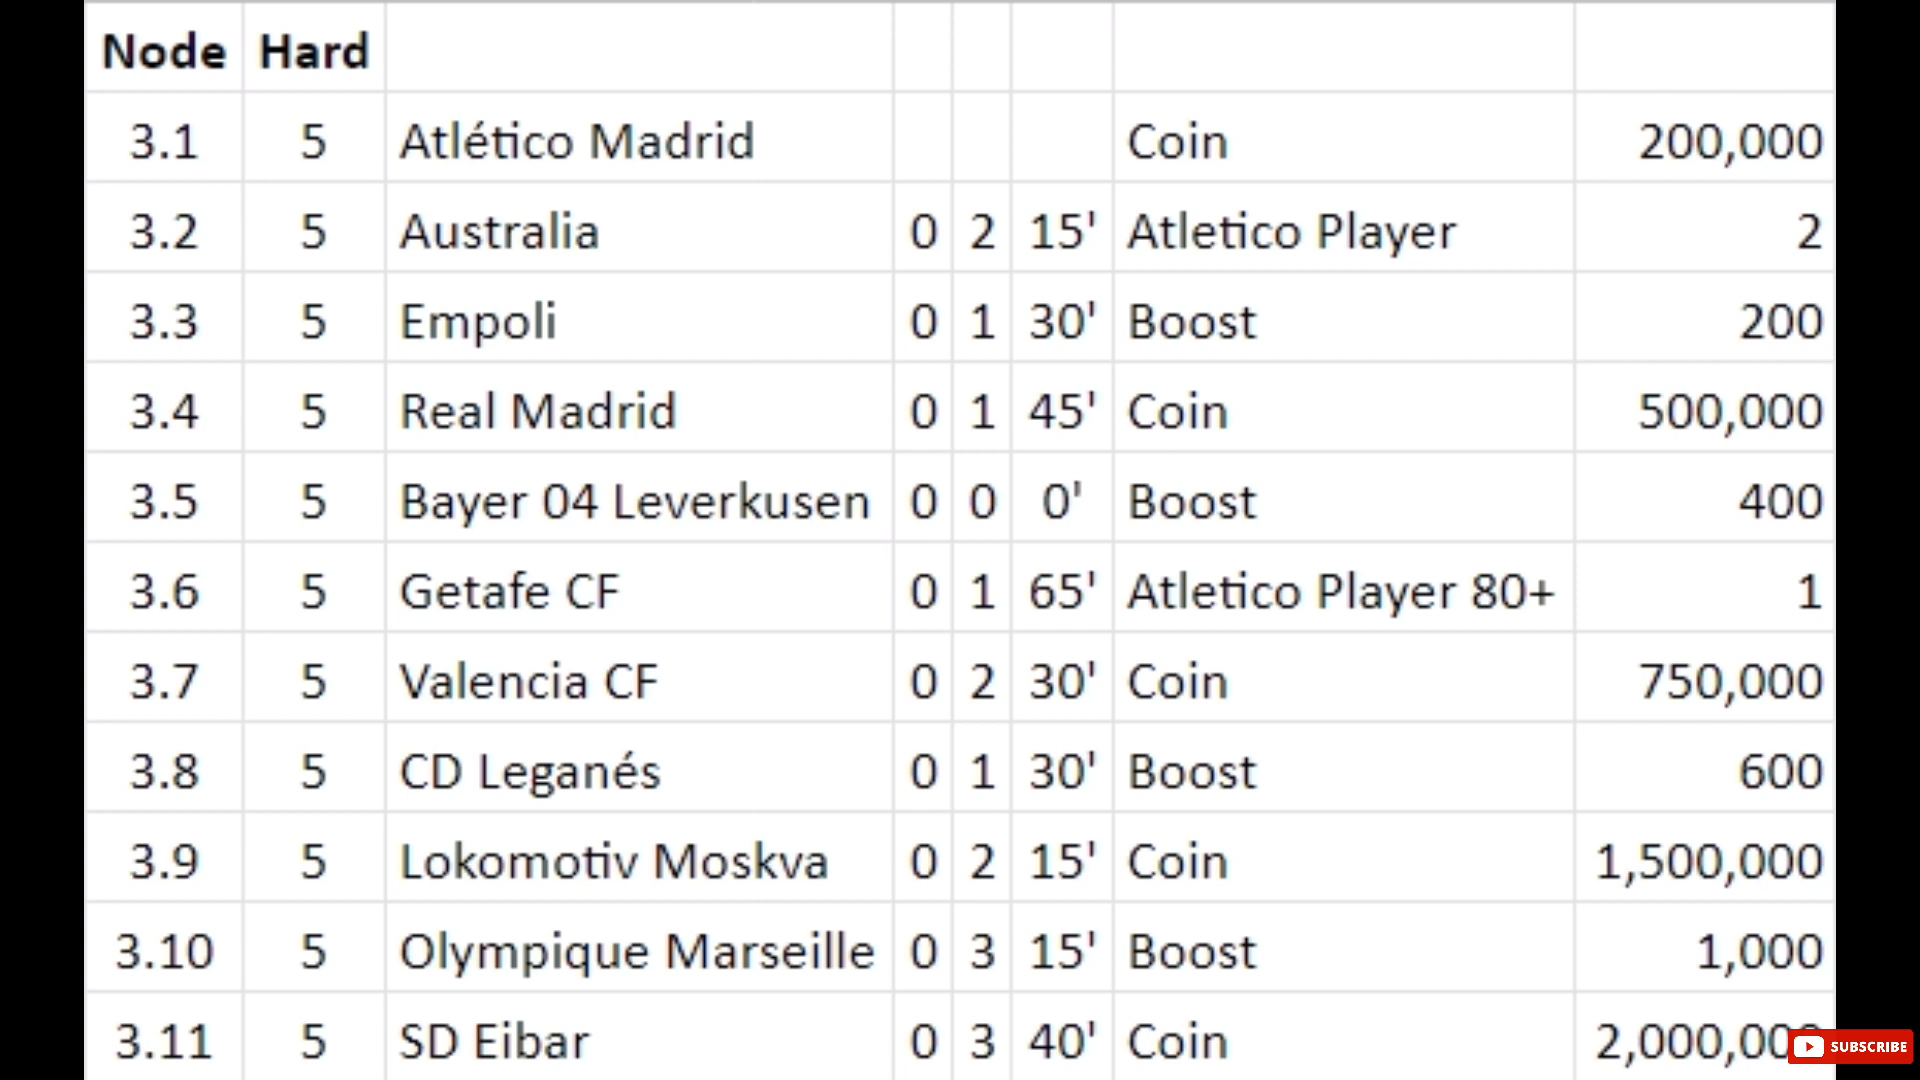 Node Hard
3.1 5 Atlético Madrid Coin 200,000
3.2 5 Australia 0 2 15' Atletico Player 2
3.3 5 Empoli 0 1 30' Boost 200
3.4 5 Real Madrid 0 1 45' Coin 500,000
3.5 5 Bayer 04 Leverkusen 0 0 0' Boost 400
3.6 5 Getafe CF 0 1 65' Atletico Player 80+ 1
3.7 5 Valencia CF 0 2 30' Coin 750,000
3.8 5 CD Leganés 0 1 30' Boost 600
3.9 5 Lokomotiv Moskva 0 2 15' Coin 1,500,000
3.10 5 Olympique Marseille 0 3 15' Boost 1,000
3.11 5 SD Eibar 0 3 40' Coin
SUBSCRIBE